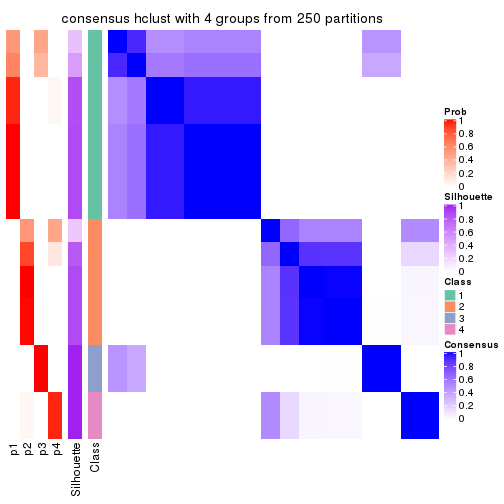 consensus hclust with 4 groups from 250 partitions
Prob
1
0.8
0.6
0.4
0.2
0
Silhouette
1
0.8
0.6
0.4
0.2
0
Class
1
2
3
4
Consensus
1
0.8
0.6
0.4
0.2
0
p1
p2
p3
p4
Silhouette
Class